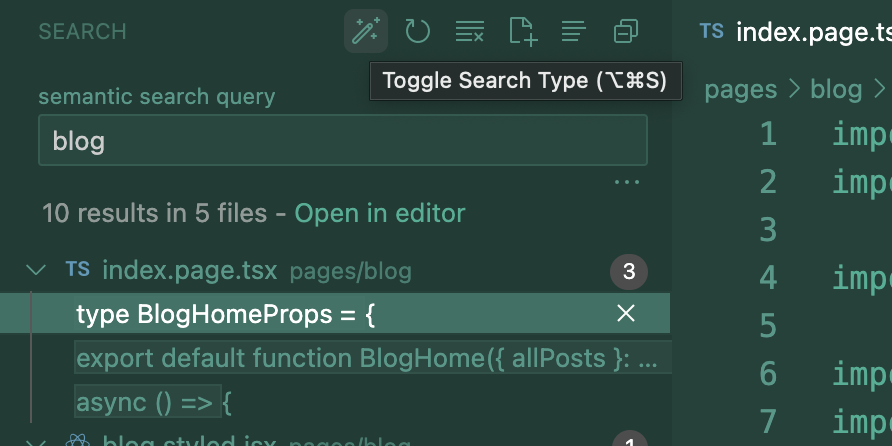 SEARCH
TS index.page.ts
Toggle Search Type (⌥⌘S)
semantic search query
pages > blog >
blog
1 impo
2 impo
3
4 impo
5
6 impo
7 impo
...
10 results in 5 files - Open in editor
TS index.page.tsx pages/blog 3
type BlogHomeProps = {
export default function BlogHome({ allPosts }: ...
async () => {
blog.styled.jsx pages/blog 1